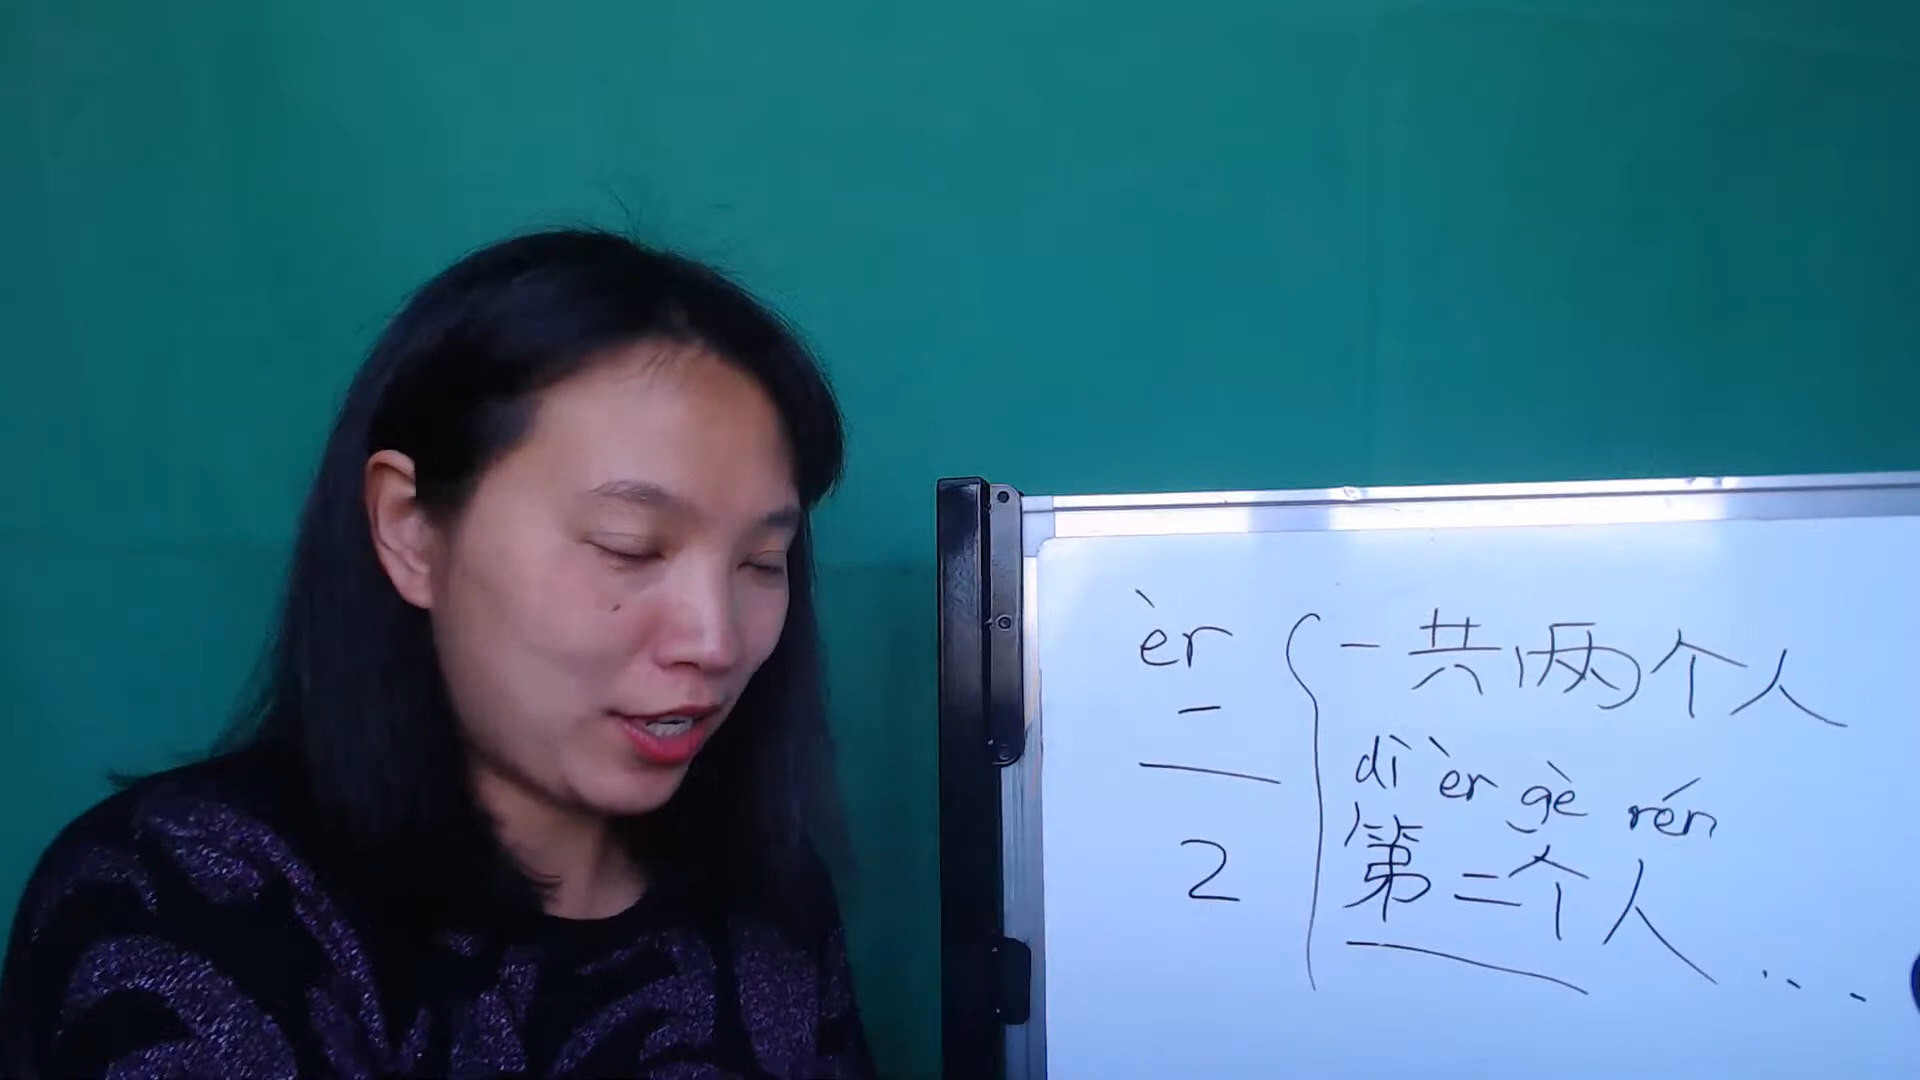 èr
二
2
一共两个人
dì èr gè rén
第二个人...